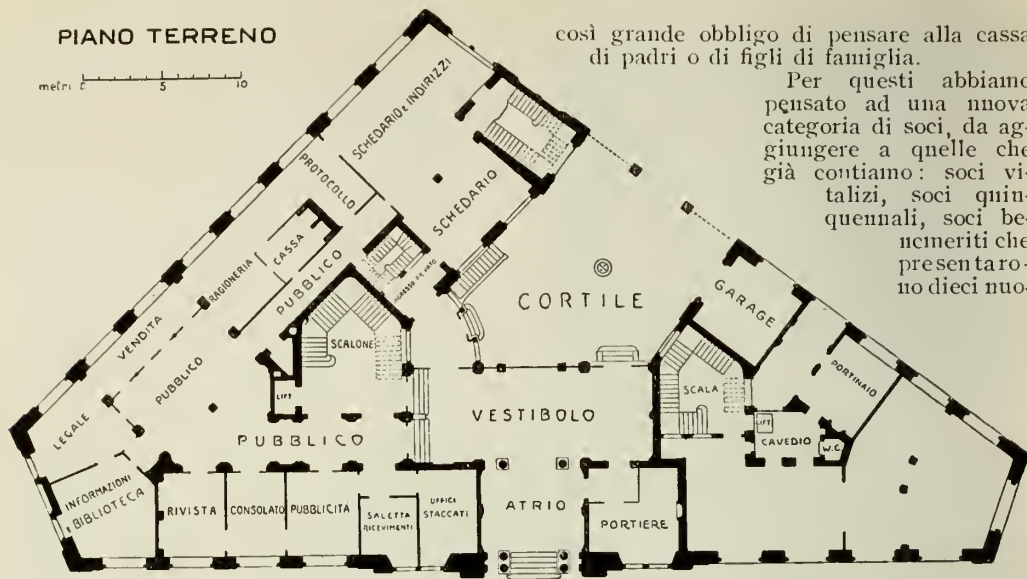 PIANO TERRENO
metri 0 5 10
così grande obbligo di pensare alla cassa
di padri o di figli di famiglia.
Per questi abbiamo
pensato ad una nuova
categoria di soci, da ag-
giungere a quelle che
già contiamo: soci vi-
talizi, soci quin-
quennali, soci be-
nemeriti che
presentaro-
no dieci nuo-
SCHEDARIO E INDIRIZZI
PROTOCOLLO
SCHEDARIO
CASSA
RAGIONERIA
PUBBLICO
INGRESSO PRIVATO
VENDITA
PUBBLICO
SCALONE
LIFT
CORTILE
GARAGE
PORTINAIO
SCALA
LIFT
CAVEDIO
W.C.
LEGALE
PUBBLICO
VESTIBOLO
INFORMAZIONI
E BIBLIOTECA
RIVISTA
CONSOLATO
PUBBLICITÀ
SALETTA
RICEVIMENTI
UFFICI
STACCATI
ATRIO
PORTIERE